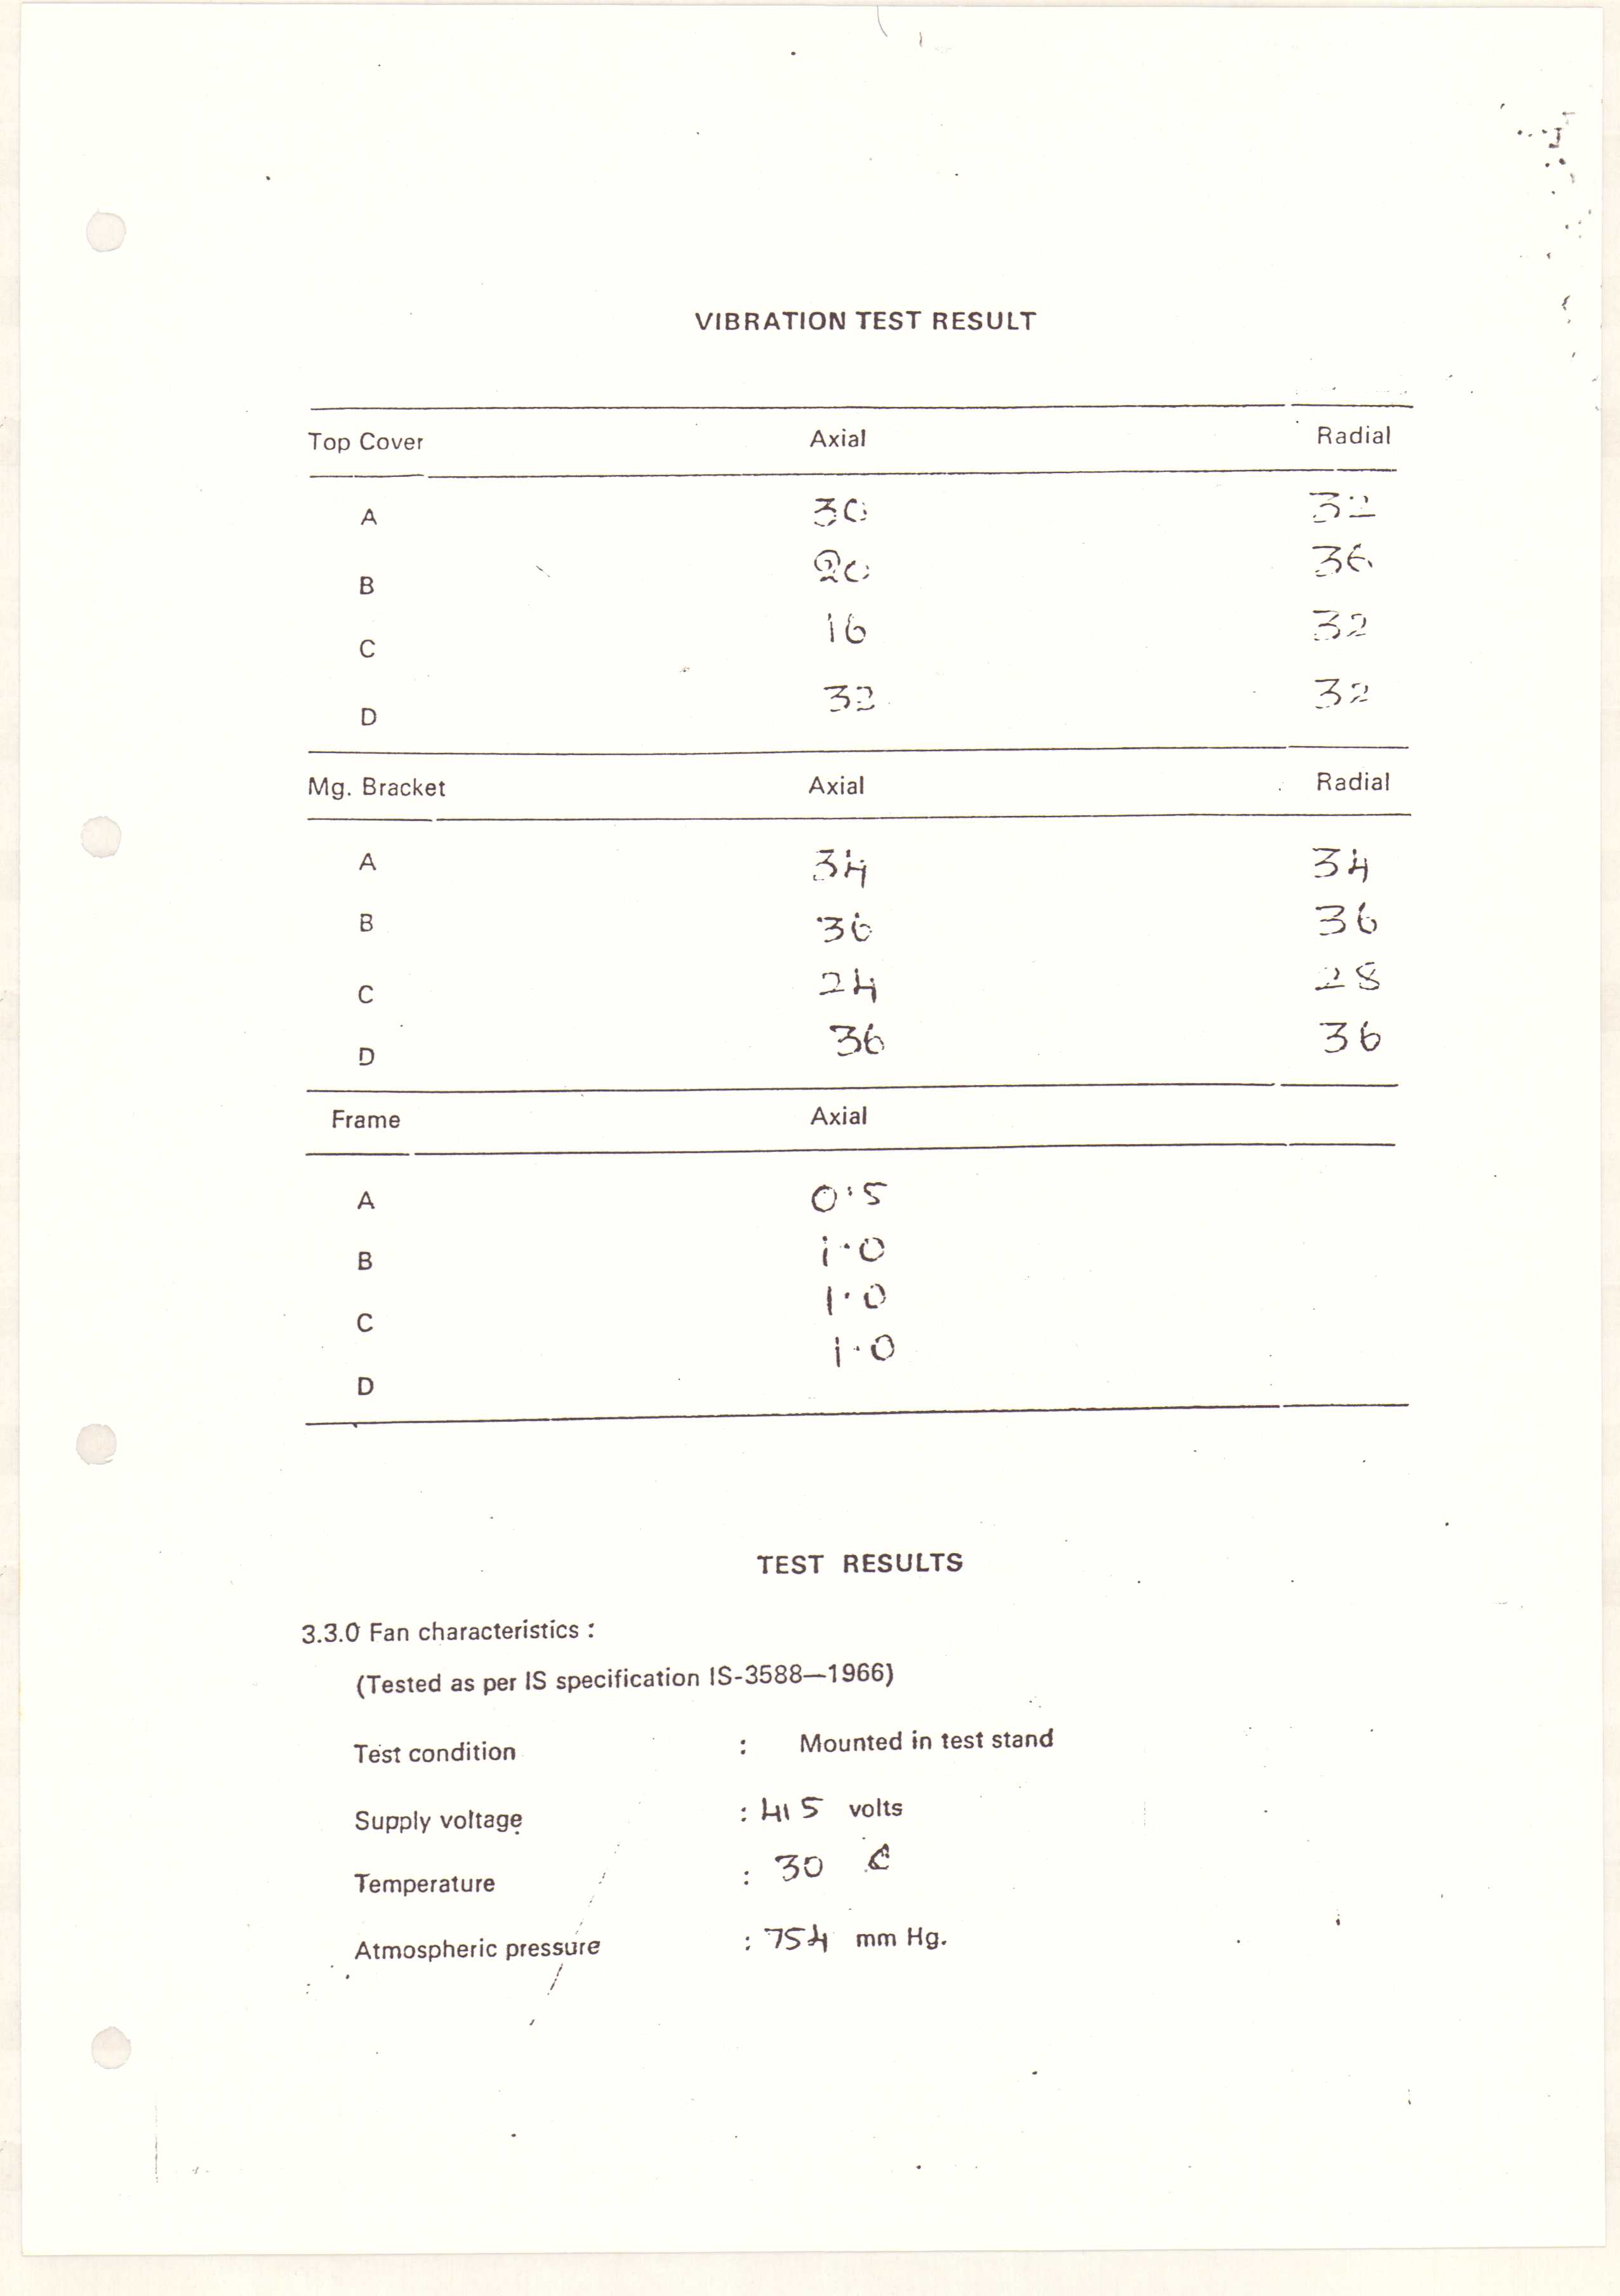 VIBRATION TEST RESULT
Top Cover Axial Radial
A 30 32
B 20 36
C 16 32
D 32 32
Mg. Bracket Axial Radial
A 34 34
B 36 36
C 24 28
D 36 36
Frame Axial
A 0.5
B 1.0
C 1.0
D 1.0
TEST RESULTS
3.3.0 Fan characteristics :
(Tested as per IS specification IS-3588—1966)
Test condition : Mounted in test stand
Supply voltage : 415 volts
Temperature : 30 C
Atmospheric pressure : 754 mm Hg.